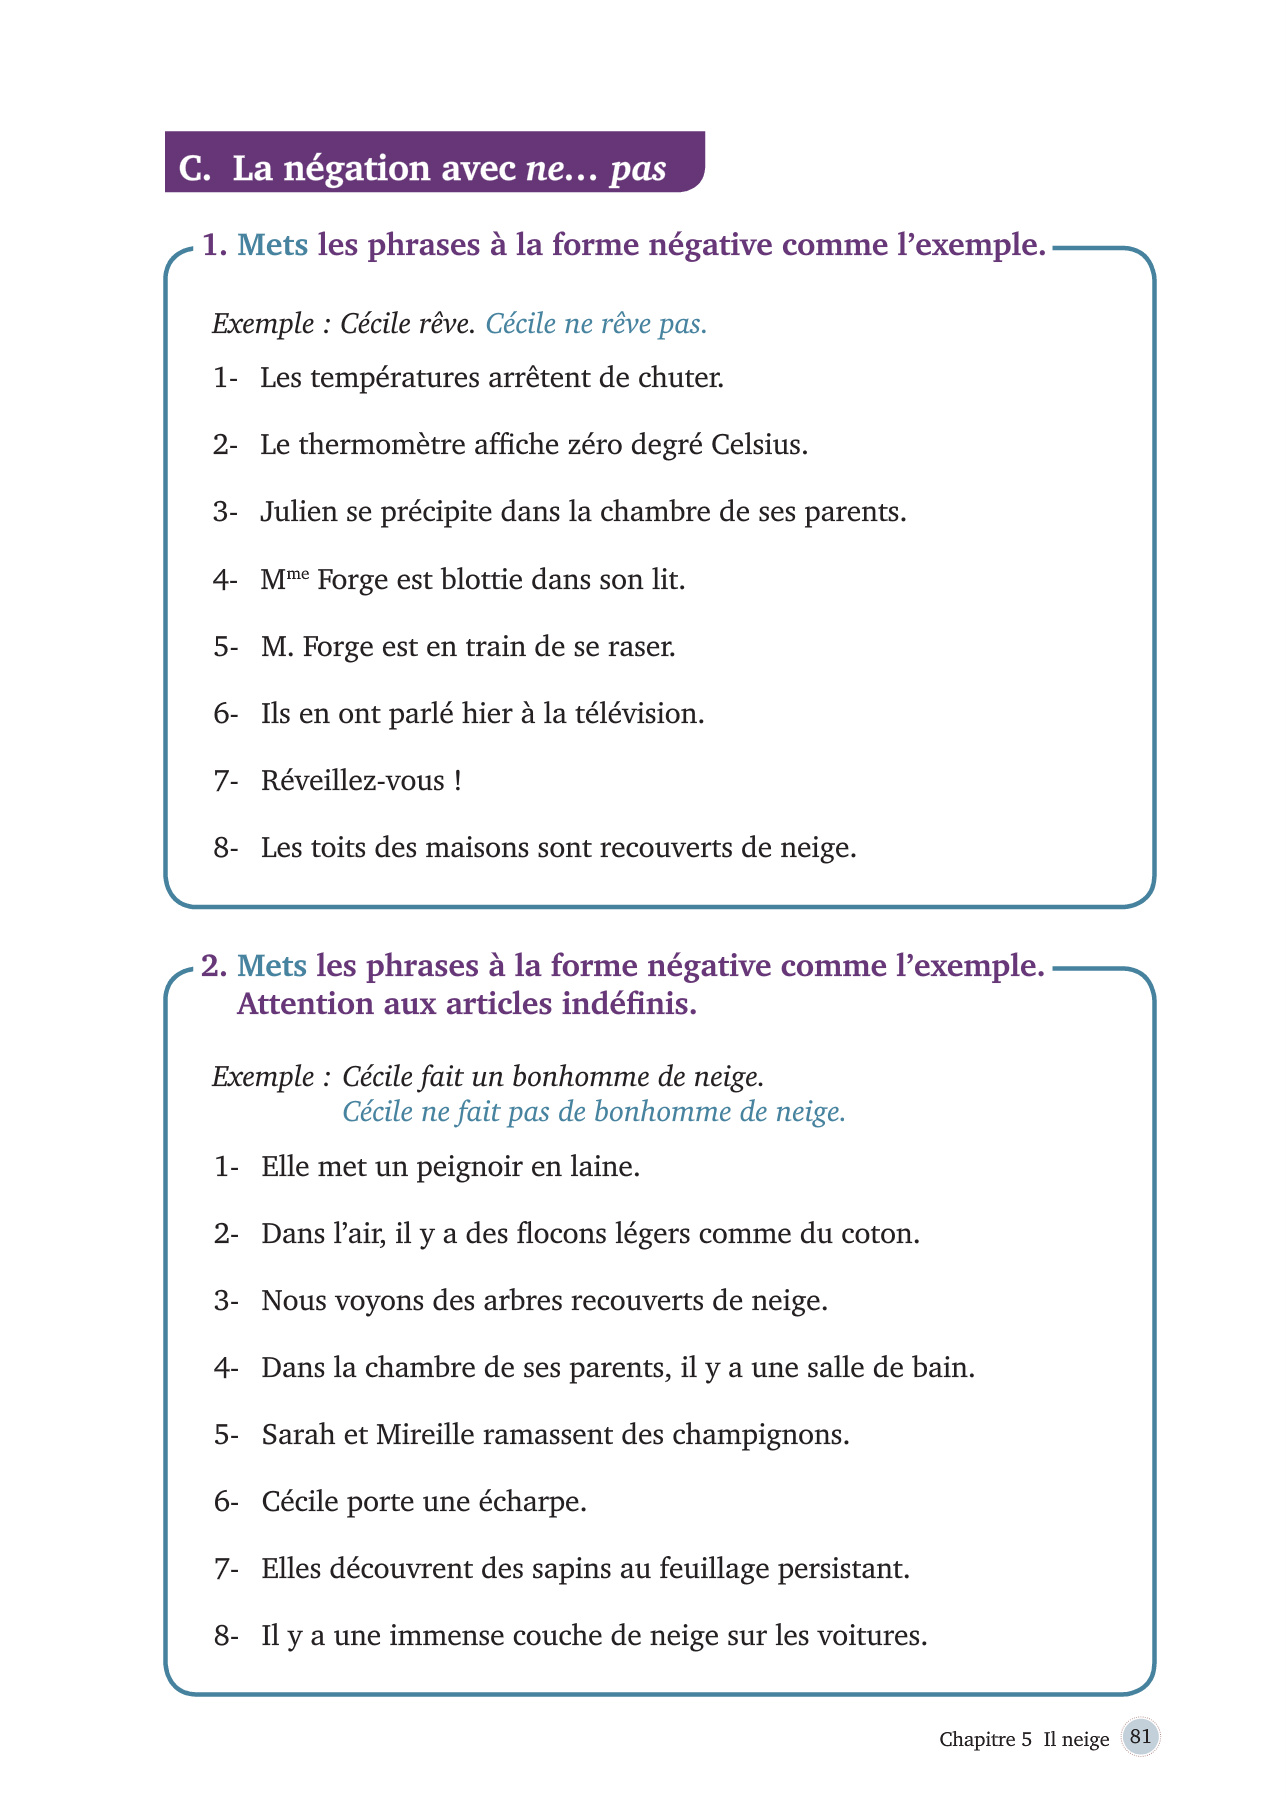 C. La négation avec ne… pas
1. Mets les phrases à la forme négative comme l’exemple.
Exemple : Cécile rêve. Cécile ne rêve pas.
1- Les températures arrêtent de chuter.
2- Le thermomètre affiche zéro degré Celsius.
3- Julien se précipite dans la chambre de ses parents.
4- Mme Forge est blottie dans son lit.
5- M. Forge est en train de se raser.
6- Ils en ont parlé hier à la télévision.
7- Réveillez-vous !
8- Les toits des maisons sont recouverts de neige.
2. Mets les phrases à la forme négative comme l’exemple.
Attention aux articles indéfinis.
Exemple : Cécile fait un bonhomme de neige.
Cécile ne fait pas de bonhomme de neige.
1- Elle met un peignoir en laine.
2- Dans l’air, il y a des flocons légers comme du coton.
3- Nous voyons des arbres recouverts de neige.
4- Dans la chambre de ses parents, il y a une salle de bain.
5- Sarah et Mireille ramassent des champignons.
6- Cécile porte une écharpe.
7- Elles découvrent des sapins au feuillage persistant.
8- Il y a une immense couche de neige sur les voitures.
Chapitre 5 Il neige 81